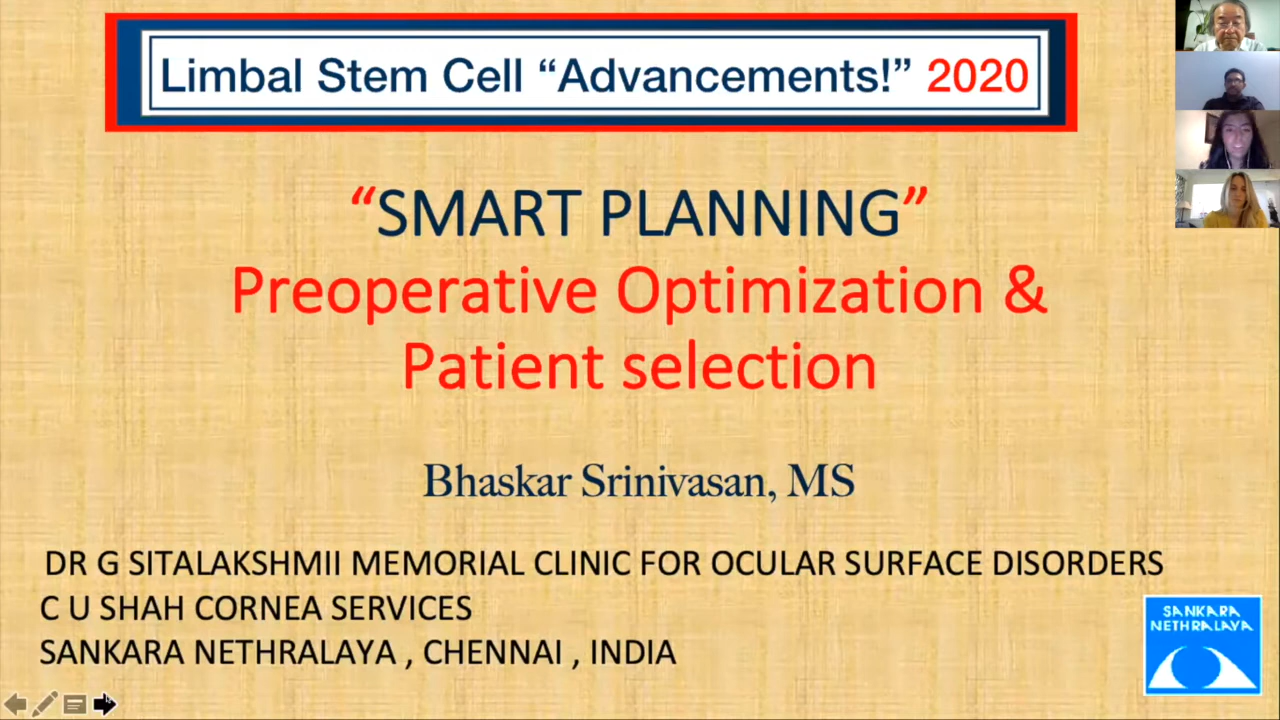 Limbal Stem Cell “Advancements!” 2020
“SMART PLANNING”
Preoperative Optimization &
Patient selection
Bhaskar Srinivasan, MS
DR G SITALAKSHMII MEMORIAL CLINIC FOR OCULAR SURFACE DISORDERS
C U SHAH CORNEA SERVICES
SANKARA NETHRALAYA , CHENNAI , INDIA
SANKARA
NETHRALAYA